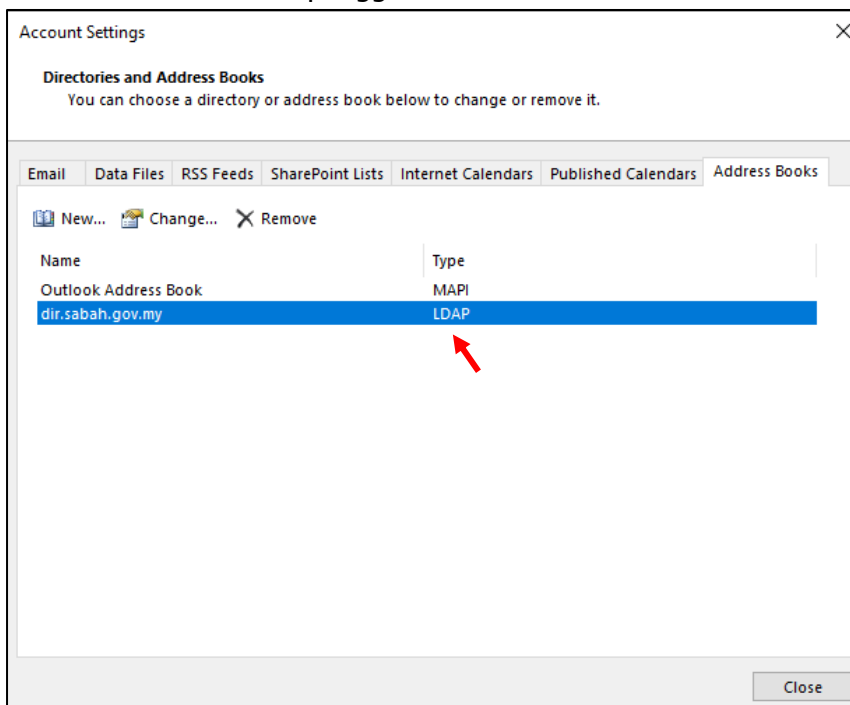 Account Settings
Directories and Address Books
You can choose a directory or address book below to change or remove it.
Email Data Files RSS Feeds SharePoint Lists Internet Calendars Published Calendars Address Books
New... Change... Remove
Name Type
Outlook Address Book MAPI
dir.sabah.gov.my LDAP
Close